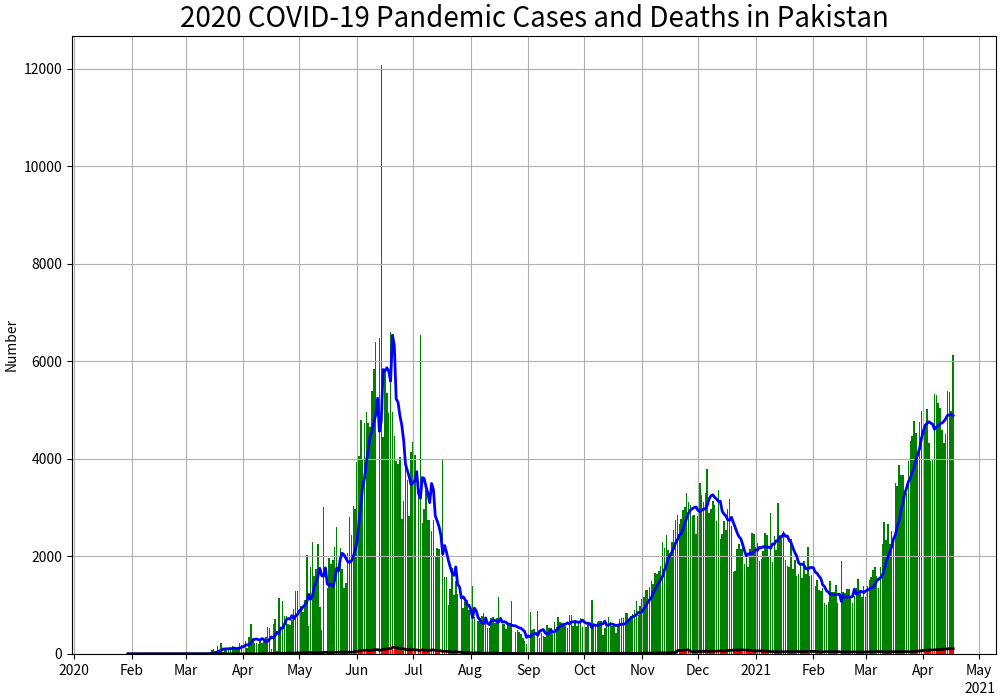 2020 COVID-19 Pandemic Cases and Deaths in Pakistan
Number
12000
10000
8000
6000
4000
2000
0
2020 Feb Mar Apr May Jun Jul Aug Sep Oct Nov Dec 2021 Feb Mar Apr May
2021